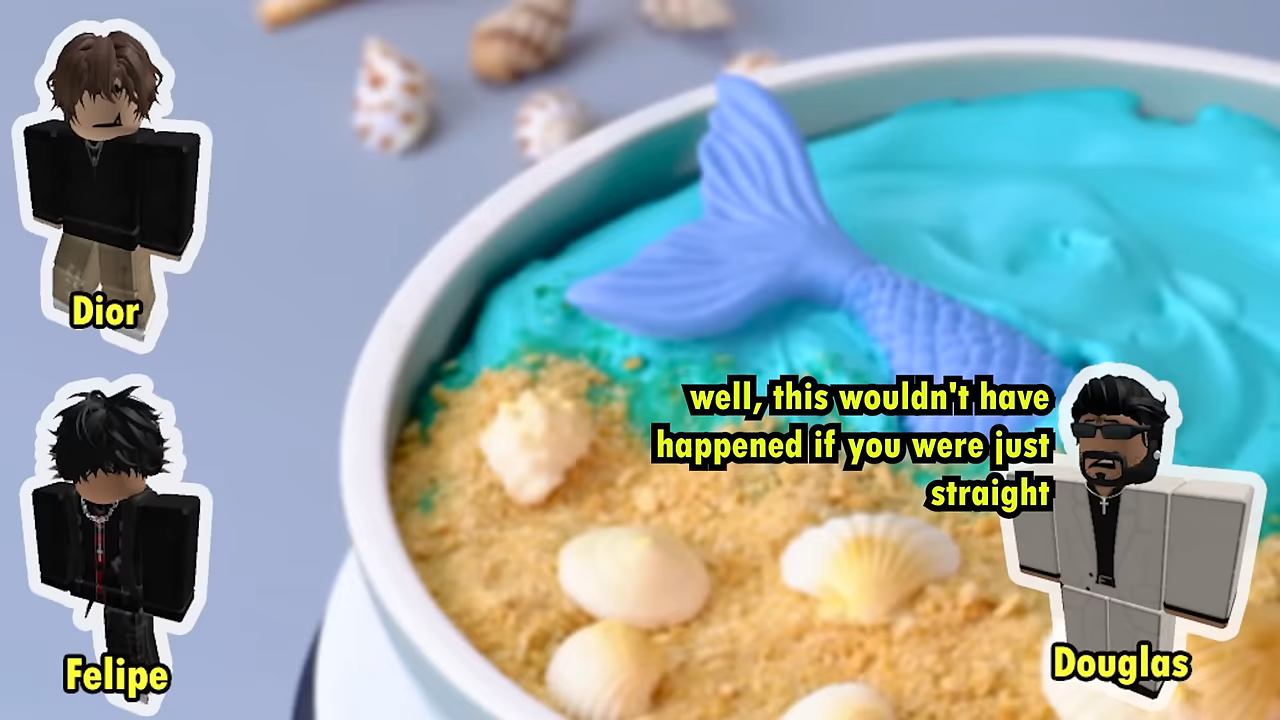 Dior
well, this wouldn't have
happened if you were just
straight
Felipe
Douglas